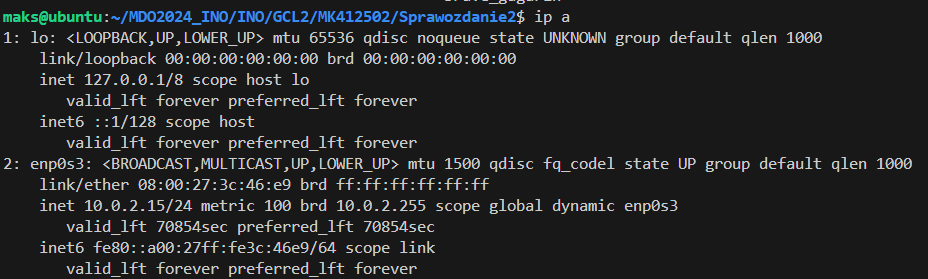 maks@ubuntu:~/MDO2024_INO/INO/GCL2/MK412502/Sprawozdanie2$ ip a
1: lo: <LOOPBACK,UP,LOWER_UP> mtu 65536 qdisc noqueue state UNKNOWN group default qlen 1000
    link/loopback 00:00:00:00:00:00 brd 00:00:00:00:00:00
    inet 127.0.0.1/8 scope host lo
       valid_lft forever preferred_lft forever
    inet6 ::1/128 scope host
       valid_lft forever preferred_lft forever
2: enp0s3: <BROADCAST,MULTICAST,UP,LOWER_UP> mtu 1500 qdisc fq_codel state UP group default qlen 1000
    link/ether 08:00:27:3c:46:e9 brd ff:ff:ff:ff:ff:ff
    inet 10.0.2.15/24 metric 100 brd 10.0.2.255 scope global dynamic enp0s3
       valid_lft 70854sec preferred_lft 70854sec
    inet6 fe80::a00:27ff:fe3c:46e9/64 scope link
       valid_lft forever preferred_lft forever